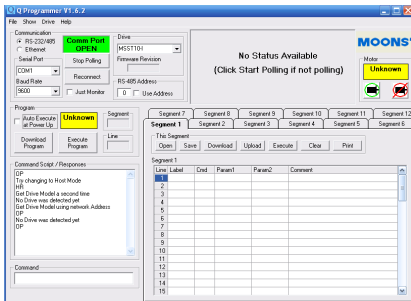 Q Programmer V1.6.2
File Show Drive Help
Communication
RS-232/485
Ethernet
Comm Port OPEN
Serial Port
COM1
Baud Rate
9600
Stop Polling
Reconnect
Just Monitor
Drive
MSST10-I
Firmware Revision
RS-485 Address
0
Use Address
No Status Available
(Click Start Polling if not polling)
MOONS'
Motor
Unknown
Program
Auto Execute at Power Up
Unknown
Segment
Line
Download Program
Execute Program
Command Script / Responses
OP
Try changing to Host Mode
HR
Get Drive Model a second time
No Drive was detected yet
Get Drive Model using network Address
OP
No Drive was detected yet
OP
Command
Segment 7 Segment 8 Segment 9 Segment 10 Segment 11 Segment 12
Segment 1 Segment 2 Segment 3 Segment 4 Segment 5 Segment 6
This Segment
Open Save Download Upload Execute Clear Print
Segment 1
Line Label Cmd Param1 Param2 Comment
1
2
3
4
5
6
7
8
9
10
11
12
13
14
15